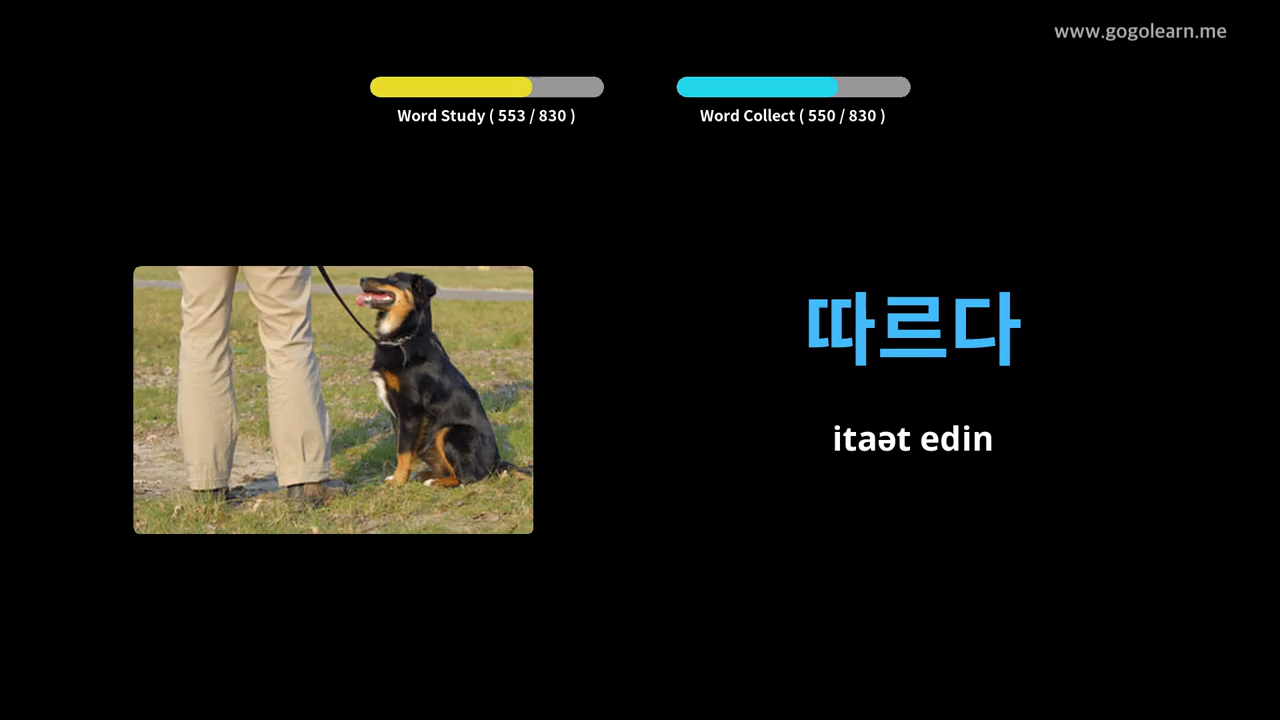 www.gogolearn.me
Word Study ( 553 / 830 )
Word Collect ( 550 / 830 )
따르다
itaət edin